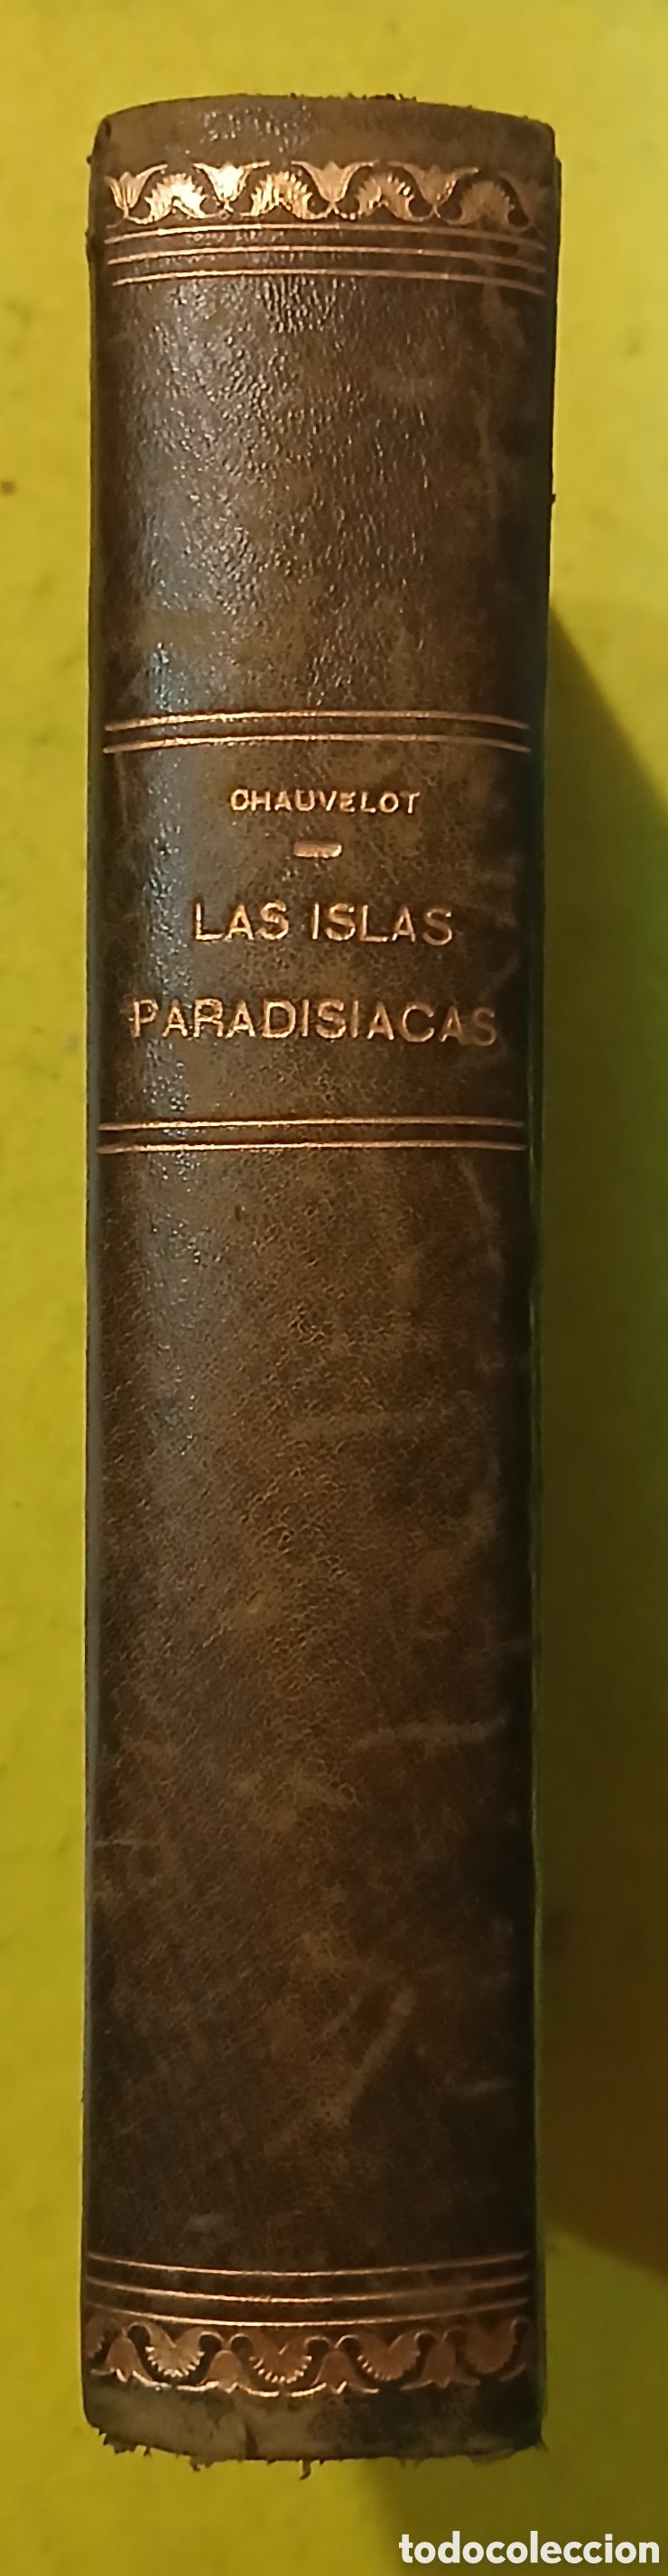 CHAUVELOT
LAS ISLAS
PARADISIACAS
todocoleccion